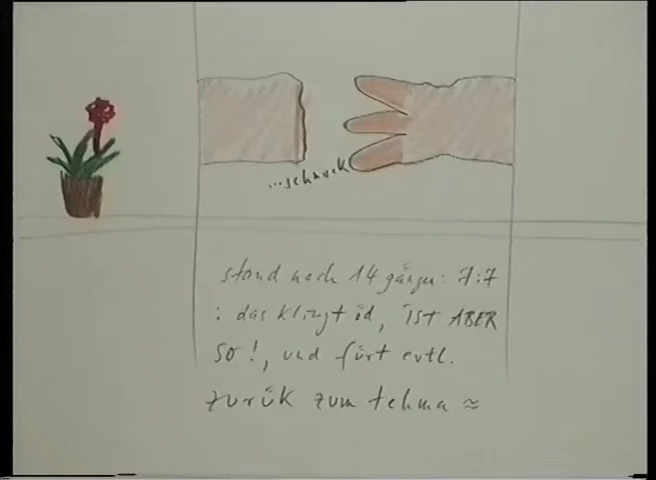 ...schnuck
stand nach 14 gängen: 7:7
: das klingt id, IST ABER
SO!, und fürt evtl.
zurük zum tehma ≈